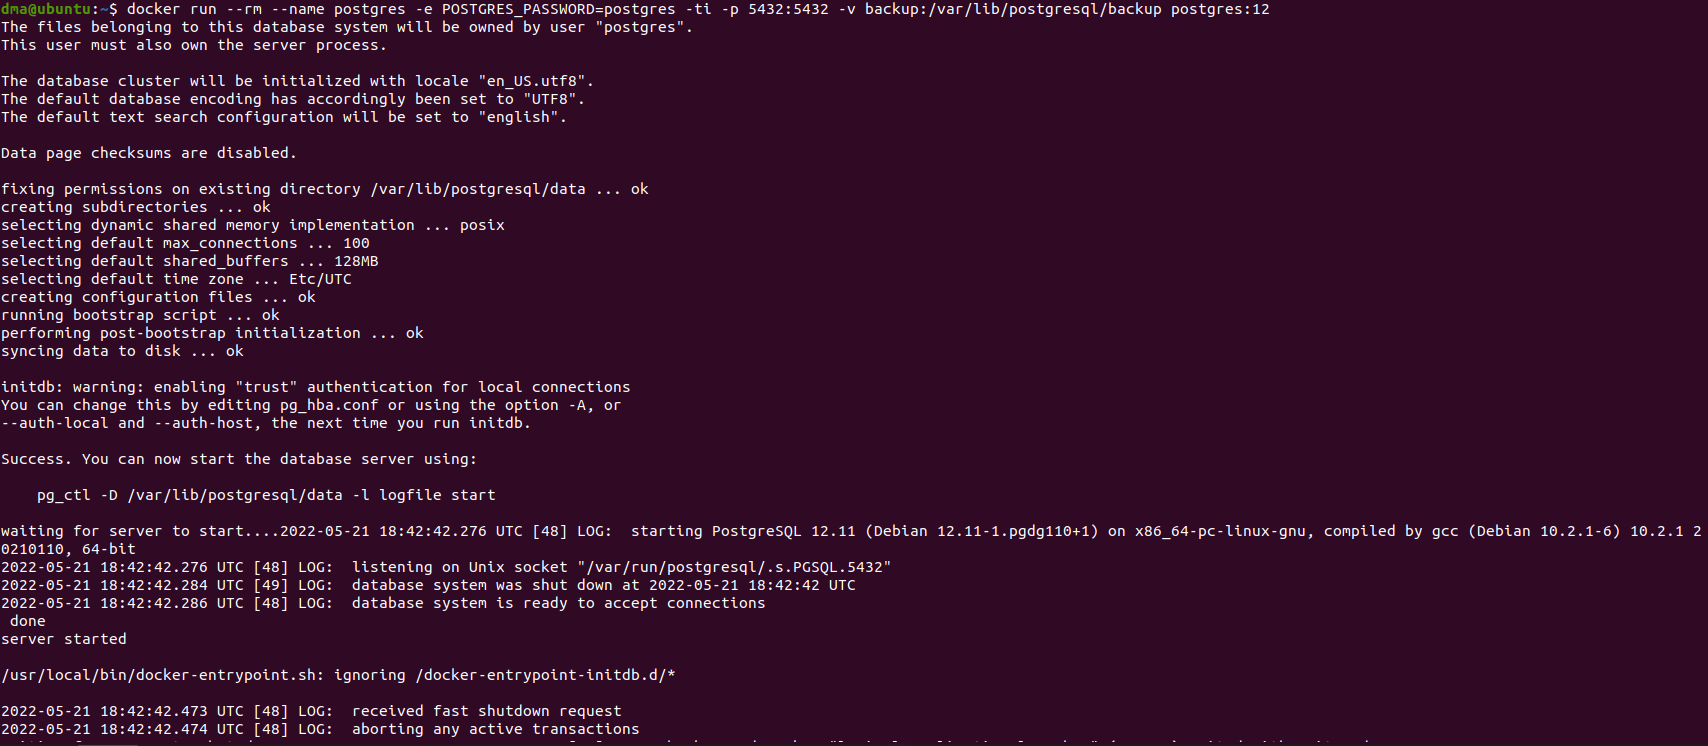 dma@ubuntu:~$ docker run --rm --name postgres -e POSTGRES_PASSWORD=postgres -ti -p 5432:5432 -v backup:/var/lib/postgresql/backup postgres:12
The files belonging to this database system will be owned by user "postgres".
This user must also own the server process.

The database cluster will be initialized with locale "en_US.utf8".
The default database encoding has accordingly been set to "UTF8".
The default text search configuration will be set to "english".

Data page checksums are disabled.

fixing permissions on existing directory /var/lib/postgresql/data ... ok
creating subdirectories ... ok
selecting dynamic shared memory implementation ... posix
selecting default max_connections ... 100
selecting default shared_buffers ... 128MB
selecting default time zone ... Etc/UTC
creating configuration files ... ok
running bootstrap script ... ok
performing post-bootstrap initialization ... ok
syncing data to disk ... ok

initdb: warning: enabling "trust" authentication for local connections
You can change this by editing pg_hba.conf or using the option -A, or
--auth-local and --auth-host, the next time you run initdb.

Success. You can now start the database server using:

    pg_ctl -D /var/lib/postgresql/data -l logfile start

waiting for server to start....2022-05-21 18:42:42.276 UTC [48] LOG:  starting PostgreSQL 12.11 (Debian 12.11-1.pgdg110+1) on x86_64-pc-linux-gnu, compiled by gcc (Debian 10.2.1-6) 10.2.1 2
0210110, 64-bit
2022-05-21 18:42:42.276 UTC [48] LOG:  listening on Unix socket "/var/run/postgresql/.s.PGSQL.5432"
2022-05-21 18:42:42.284 UTC [49] LOG:  database system was shut down at 2022-05-21 18:42:42 UTC
2022-05-21 18:42:42.286 UTC [48] LOG:  database system is ready to accept connections
 done
server started

/usr/local/bin/docker-entrypoint.sh: ignoring /docker-entrypoint-initdb.d/*

2022-05-21 18:42:42.473 UTC [48] LOG:  received fast shutdown request
2022-05-21 18:42:42.474 UTC [48] LOG:  aborting any active transactions